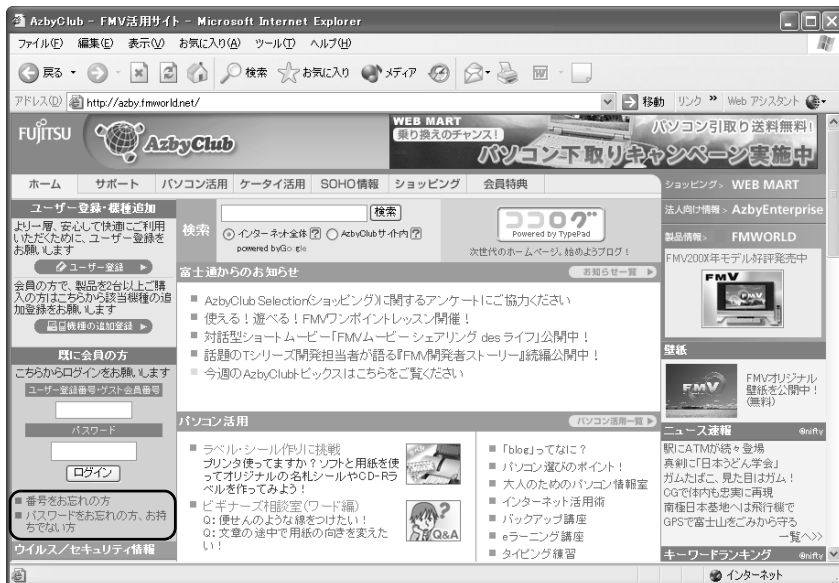 AzbyClub - FMV活用サイト - Microsoft Internet Explorer
ファイル(F) 編集(E) 表示(V) お気に入り(A) ツール(T) ヘルプ(H)
戻る 検索 お気に入り メディア
アドレス(D) http://azby.fmworld.net/ 移動 リンク » Web アシスタント
FUJITSU AzbyClub
WEB MART
乗り換えのチャンス!
パソコン引取り送料無料!
パソコン下取りキャンペーン実施中
ホーム サポート パソコン活用 ケータイ活用 SOHO情報 ショッピング 会員特典
ショッピング> WEB MART
法人向け情報> AzbyEnterprise
製品情報> FMWORLD
FMV200X年モデル好評発売中
FMV
壁紙
FMV
FMVオリジナル
壁紙を公開中!
(無料)
ニュース速報 @nifty
駅にATMが続々登場
真剣に「日本うどん学会」
ガムたばこ、見た目はガム!
CGで体内も忠実に再現
南極日本基地へは飛行機で
GPSで富士山をごみから守る
一覧へ>>
キーワードランキング @nifty
ユーザー登録・機種追加
より一層、安心して快適にご利用
いただくために、ユーザー登録を
お願いします
ユーザー登録
会員の方で、製品を2台以上ご購
入の方はこちらから該当機種の追
加登録をお願いします
機種の追加登録
既に会員の方
こちらからログインをお願いします
ユーザー登録番号・ゲスト会員番号
パスワード
ログイン
番号をお忘れの方
パスワードをお忘れの方、お持
ちでない方
ウイルス/セキュリティ情報
検索 検索
インターネット全体 ? AzbyClubサイト内 ?
powered by Google
ココログ
Powered by TypePad
次世代のホームページ。始めようブログ!
富士通からのお知らせ お知らせ一覧
AzbyClub Selection(ショッピング)に関するアンケートにご協力ください
使える!遊べる!FMVワンポイントレッスン開催!
対話型ショートムービー「FMVムービー シェアリング des ライフ」公開中!
話題のTシリーズ開発担当者が語る『FMV開発者ストーリー』続編公開中!
今週のAzbyClubトピックスはこちらをご覧ください
パソコン活用 パソコン活用一覧
ラベル・シール作りに挑戦
プリンタ使ってますか?ソフトと用紙を使
ってオリジナルの名札シールやCD-Rラ
ベルを作ってみよう!
ビギナーズ相談室(ワード編)
Q: 便せんのような線をつけたい!
Q: 文章の途中で用紙の向きを変えた
い!
Q&A
「blog」ってなに?
パソコン選びのポイント!
大人のためのパソコン情報室
インターネット活用術
バックアップ講座
eラーニング講座
タイピング練習
インターネット